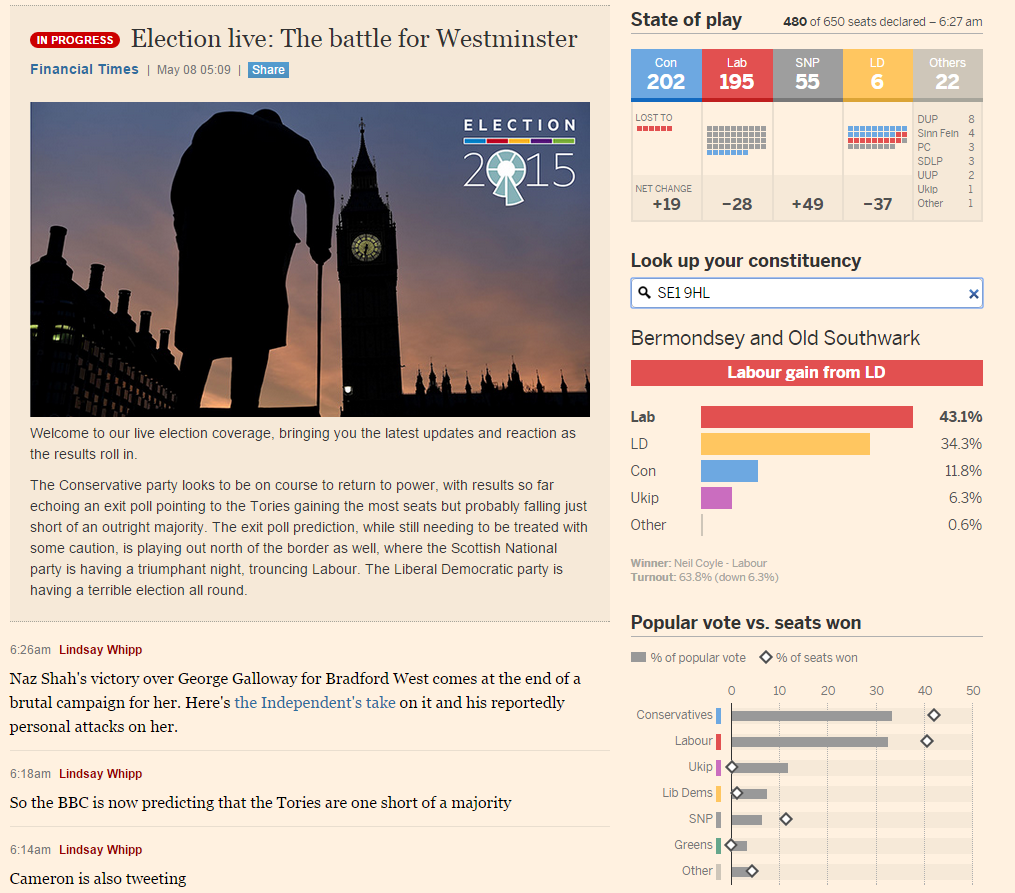 IN PROGRESS Election live: The battle for Westminster
Financial Times | May 08 05:09 | Share
ELECTION
2015
Welcome to our live election coverage, bringing you the latest updates and reaction as
the results roll in.
The Conservative party looks to be on course to return to power, with results so far
echoing an exit poll pointing to the Tories gaining the most seats but probably falling just
short of an outright majority. The exit poll prediction, while still needing to be treated with
some caution, is playing out north of the border as well, where the Scottish National
party is having a triumphant night, trouncing Labour. The Liberal Democratic party is
having a terrible election all round.
6:26am Lindsay Whipp
Naz Shah's victory over George Galloway for Bradford West comes at the end of a
brutal campaign for her. Here's the Independent's take on it and his reportedly
personal attacks on her.
6:18am Lindsay Whipp
So the BBC is now predicting that the Tories are one short of a majority
6:14am Lindsay Whipp
Cameron is also tweeting
State of play 480 of 650 seats declared – 6:27 am
Con Lab SNP LD Others
202 195 55 6 22
LOST TO
DUP 8
Sinn Fein 4
PC 3
SDLP 3
UUP 2
Ukip 1
Other 1
NET CHANGE
+19 −28 +49 −37
Look up your constituency
SE1 9HL ×
Bermondsey and Old Southwark
Labour gain from LD
Lab 43.1%
LD 34.3%
Con 11.8%
Ukip 6.3%
Other 0.6%
Winner: Neil Coyle - Labour
Turnout: 63.8% (down 6.3%)
Popular vote vs. seats won
% of popular vote % of seats won
0 10 20 30 40 50
Conservatives
Labour
Ukip
Lib Dems
SNP
Greens
Other